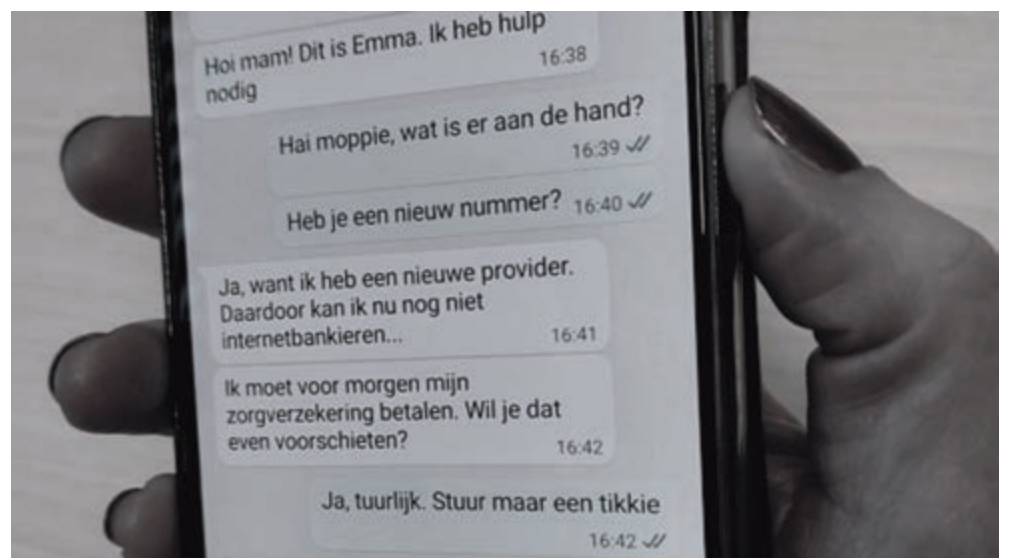 Hoi mam! Dit is Emma. Ik heb hulp
nodig
16:38
Hai moppie, wat is er aan de hand?
16:39
Heb je een nieuw nummer? 16:40
Ja, want ik heb een nieuwe provider.
Daardoor kan ik nu nog niet
internetbankieren...
16:41
Ik moet voor morgen mijn
zorgverzekering betalen. Wil je dat
even voorschieten?
16:42
Ja, tuurlijk. Stuur maar een tikkie
16:42